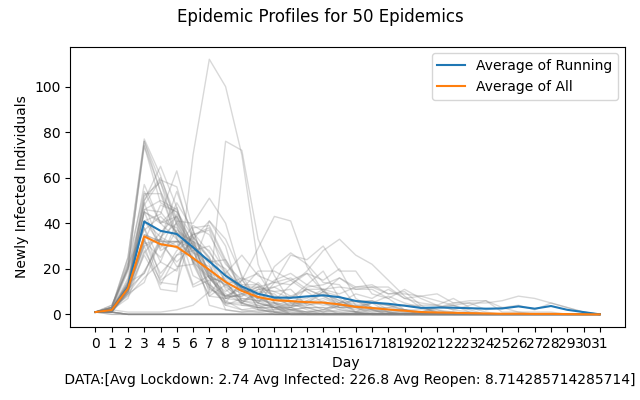 Epidemic Profiles for 50 Epidemics
Average of Running
Average of All
Newly Infected Individuals
100
80
60
40
20
0
0 1 2 3 4 5 6 7 8 9 10 11 12 13 14 15 16 17 18 19 20 21 22 23 24 25 26 27 28 29 30 31
Day
DATA:[Avg Lockdown: 2.74 Avg Infected: 226.8 Avg Reopen: 8.714285714285714]